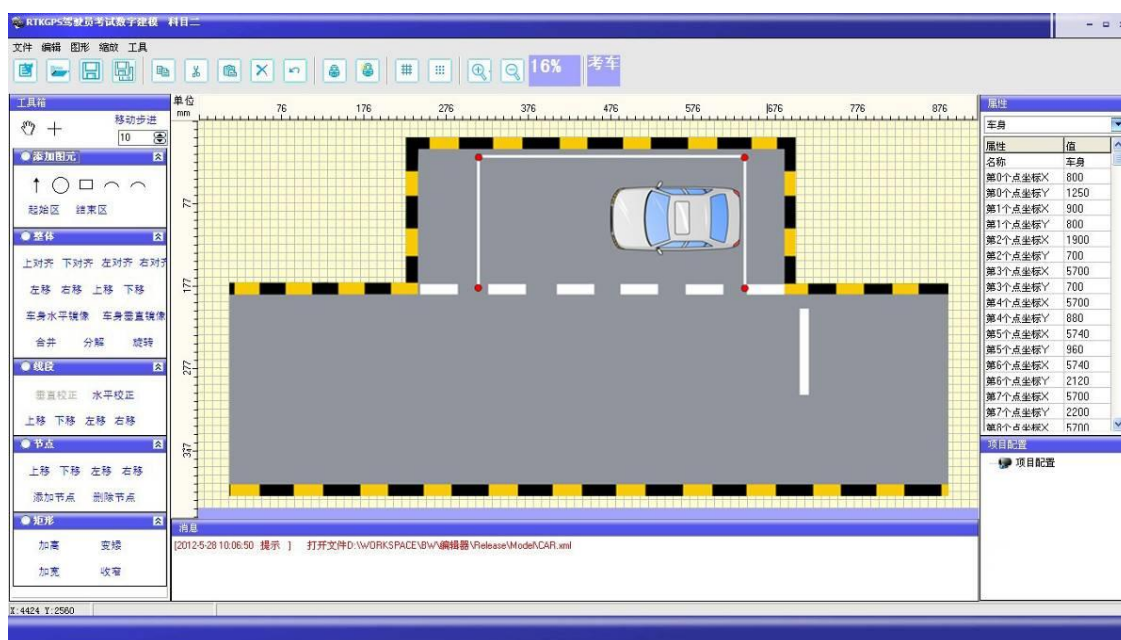 RTKGPS驾驶员考试数字建模 科目二
文件 编辑 图形 缩放 工具
16%
考车
工具箱
移动步进
10
添加图元
起始区 结束区
整体
上对齐 下对齐 左对齐 右对齐
左移 右移 上移 下移
车身水平镜像 车身垂直镜像
合并 分解 旋转
线段
垂直校正 水平校正
上移 下移 左移 右移
节点
上移 下移 左移 右移
添加节点 删除节点
矩形
加高 变矮
加宽 收窄
单位
mm
76 176 276 376 476 576 676 776 876
77
177
277
377
消息
[2012-5-28 10:06:50 提示 ] 打开文件D:\WORKSPACE\BW\编辑器\Release\Model\CAR.xml
属性
车身
属性 值
名称 车身
第0个点坐标X 800
第0个点坐标Y 1250
第1个点坐标X 900
第1个点坐标Y 800
第2个点坐标X 1900
第2个点坐标Y 700
第3个点坐标X 5700
第3个点坐标Y 700
第4个点坐标X 5700
第4个点坐标Y 880
第5个点坐标X 5740
第5个点坐标Y 960
第6个点坐标X 5740
第6个点坐标Y 2120
第7个点坐标X 5700
第7个点坐标Y 2200
第8个点坐标X 5700
项目配置
项目配置
X:4424 Y:2560